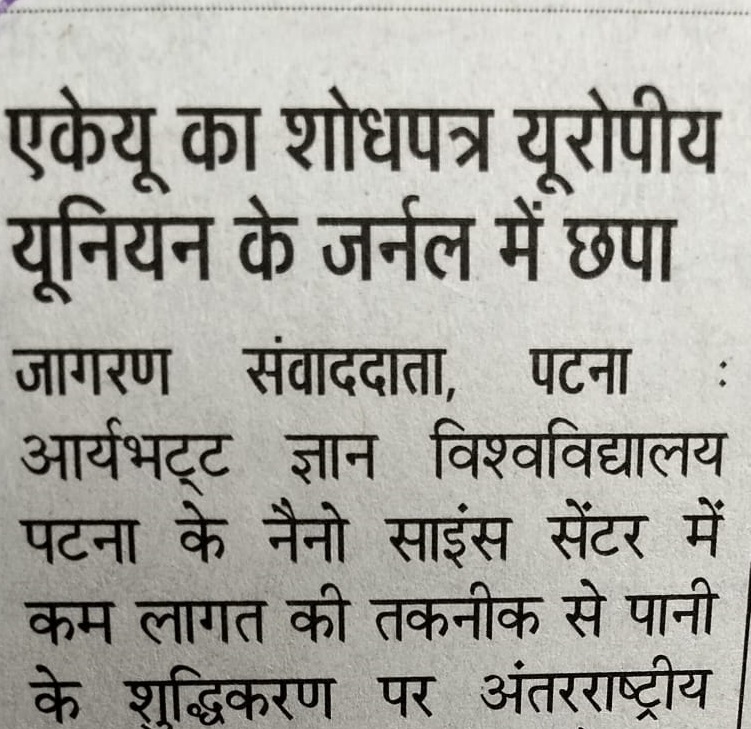 एकेयू का शोधपत्र यूरोपीय
यूनियन के जर्नल में छपा
जागरण संवाददाता, पटना :
आर्यभट्ट ज्ञान विश्वविद्यालय
पटना के नैनो साइंस सेंटर में
कम लागत की तकनीक से पानी
के शुद्धिकरण पर अंतरराष्ट्रीय